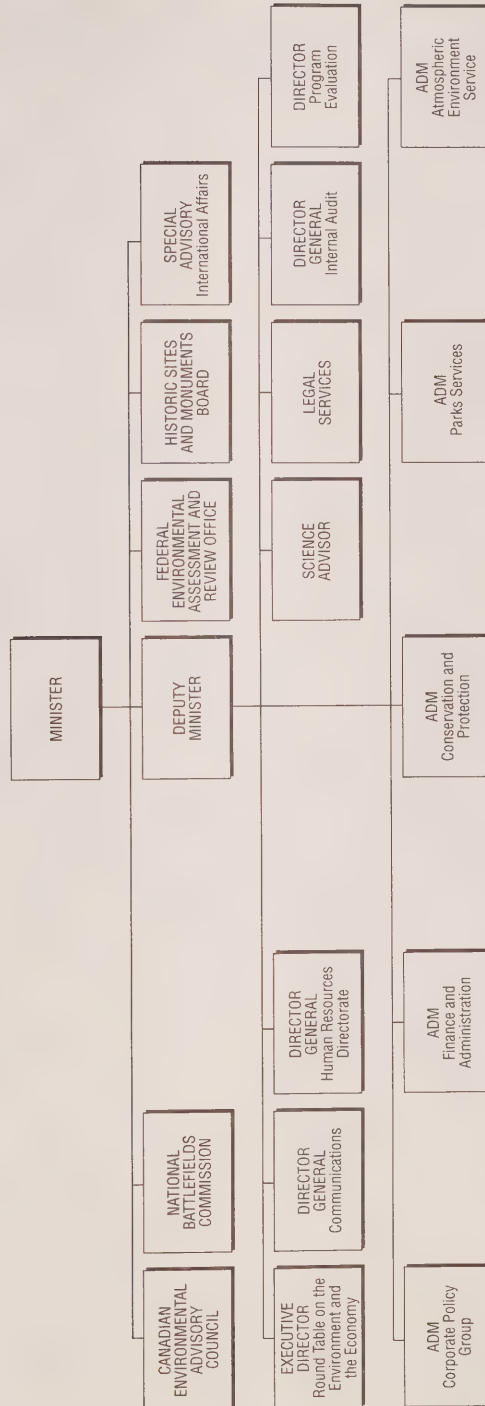 MINISTER
CANADIAN
ENVIRONMENTAL
ADVISORY
COUNCIL
NATIONAL
BATTLEFIELDS
COMMISSION
DEPUTY
MINISTER
FEDERAL
ENVIRONMENTAL
ASSESSMENT AND
REVIEW OFFICE
HISTORIC SITES
AND MONUMENTS
BOARD
SPECIAL
ADVISORY
International Affairs
EXECUTIVE
DIRECTOR
Round Table on the
Environment and
the Economy
DIRECTOR
GENERAL
Communications
DIRECTOR
GENERAL
Human Resources
Directorate
SCIENCE
ADVISOR
LEGAL
SERVICES
DIRECTOR
GENERAL
Internal Audit
DIRECTOR
Program
Evaluation
ADM
Corporate Policy
Group
ADM
Finance and
Administration
ADM
Conservation and
Protection
ADM
Parks Services
ADM
Atmospheric
Environment
Service